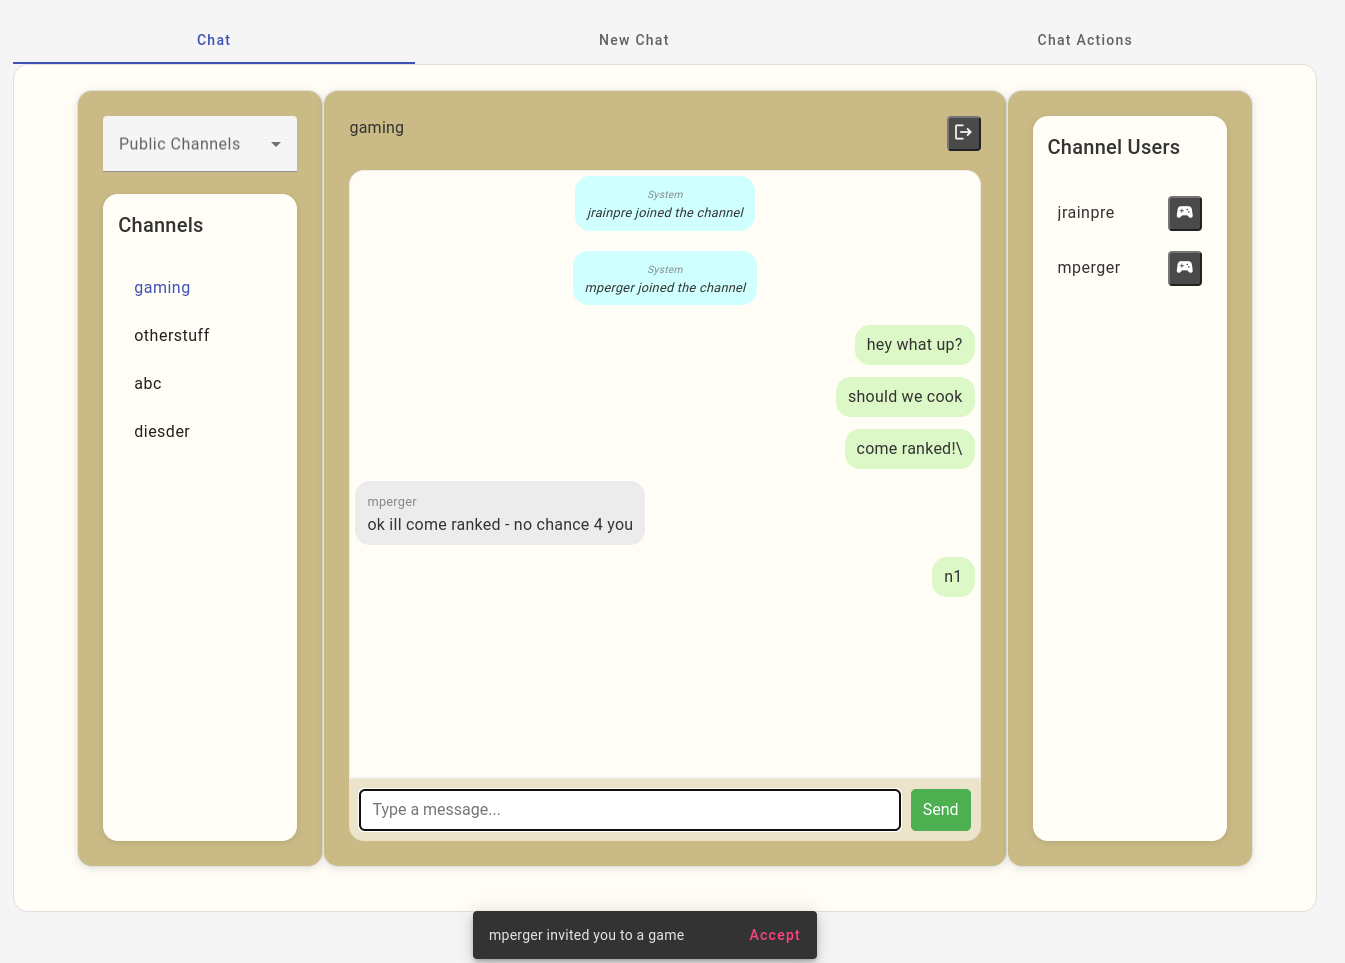 Chat
New Chat
Chat Actions
Public Channels
Channels
gaming
otherstuff
abc
diesder
gaming
System
jrainpre joined the channel
System
mperger joined the channel
hey what up?
should we cook
come ranked!\
mperger
ok ill come ranked - no chance 4 you
n1
Type a message...
Send
Channel Users
jrainpre
mperger
mperger invited you to a game
Accept